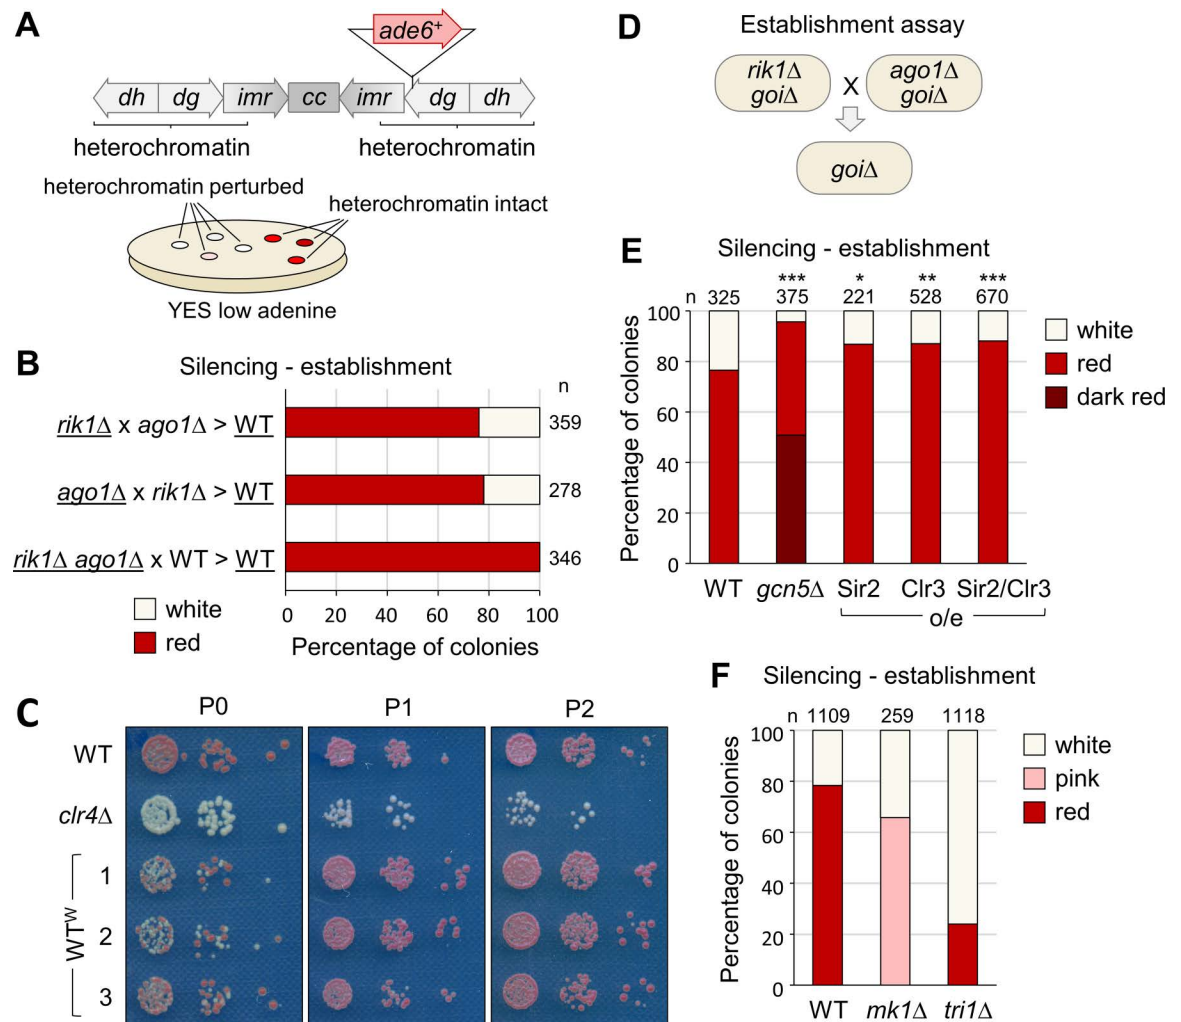 A
ade6+
dh dg imr cc imr dg dh
heterochromatin heterochromatin
heterochromatin perturbed
heterochromatin intact
YES low adenine
B
Silencing - establishment
n
rik1Δ x ago1Δ > WT 359
ago1Δ x rik1Δ > WT 278
rik1Δ ago1Δ x WT > WT 346
white
red
0 20 40 60 80 100
Percentage of colonies
C
P0 P1 P2
WT
clr4Δ
1
2
3
WTᵂ
D
Establishment assay
rik1Δ
goiΔ
X
ago1Δ
goiΔ
goiΔ
E
Silencing - establishment
*** * ** ***
n 325 375 221 528 670
100
80
60
40
20
0
Percentage of colonies
white
red
dark red
WT gcn5Δ Sir2 Clr3 Sir2/Clr3
o/e
F
Silencing - establishment
n 1109 259 1118
100
80
60
40
20
0
Percentage of colonies
white
pink
red
WT mk1Δ tri1Δ